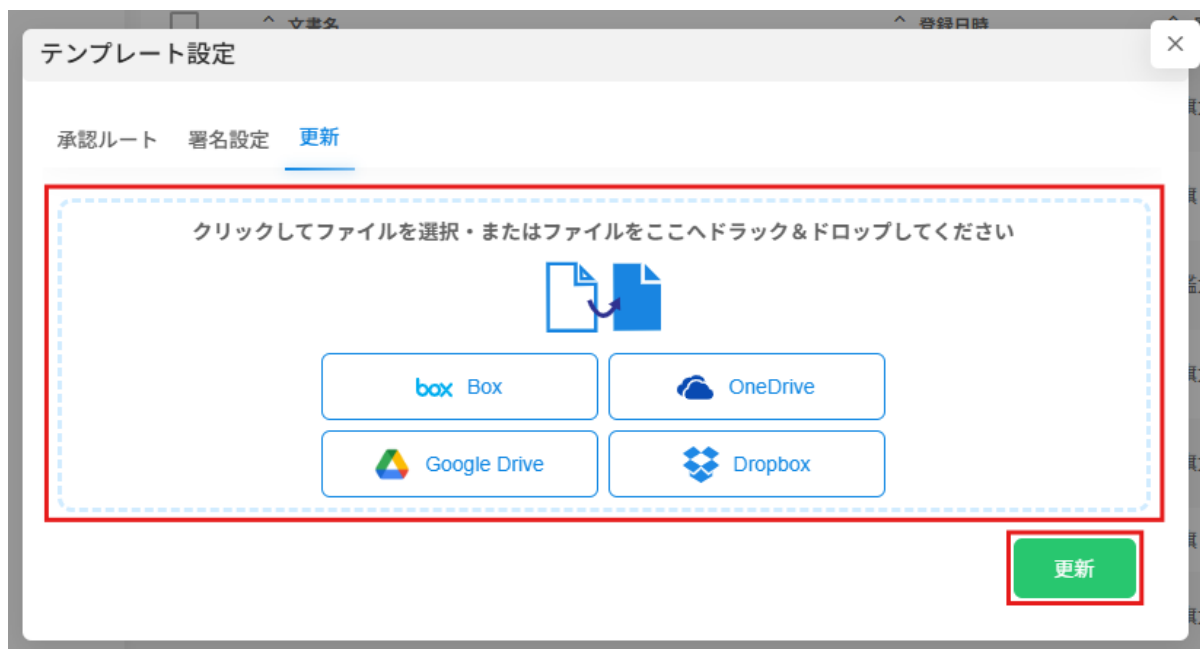 文書名
登録日時
テンプレート設定
承認ルート 署名設定 更新
クリックしてファイルを選択・またはファイルをここへドラック＆ドロップしてください
box Box
OneDrive
Google Drive
Dropbox
更新